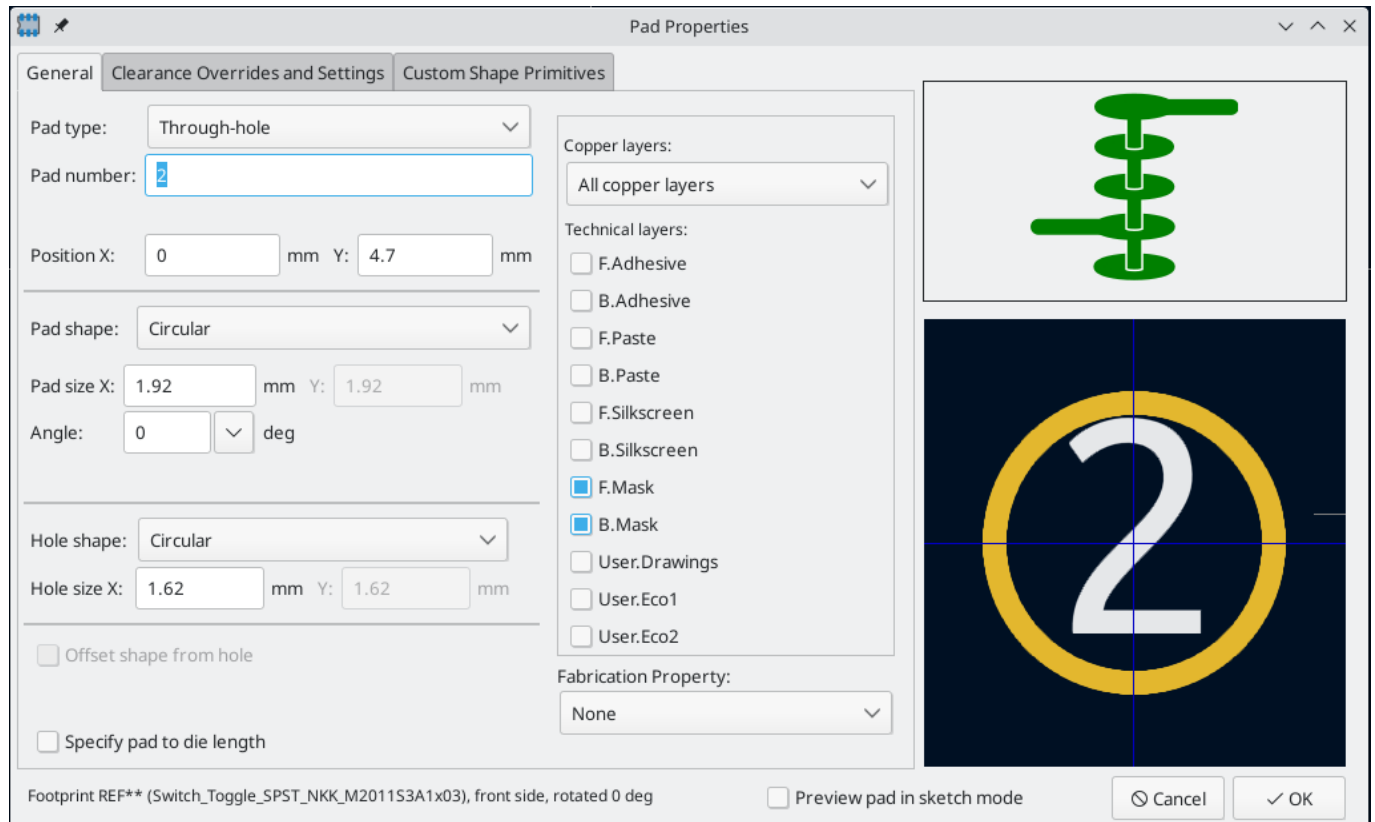 Pad Properties
General Clearance Overrides and Settings Custom Shape Primitives
Pad type: Through-hole
Pad number: 2
Position X: 0 mm Y: 4.7 mm
Pad shape: Circular
Pad size X: 1.92 mm Y: 1.92 mm
Angle: 0 deg
Hole shape: Circular
Hole size X: 1.62 mm Y: 1.62 mm
Offset shape from hole
Specify pad to die length
Copper layers:
All copper layers
Technical layers:
F.Adhesive
B.Adhesive
F.Paste
B.Paste
F.Silkscreen
B.Silkscreen
F.Mask
B.Mask
User.Drawings
User.Eco1
User.Eco2
Fabrication Property:
None
2
Footprint REF** (Switch_Toggle_SPST_NKK_M2011S3A1x03), front side, rotated 0 deg
Preview pad in sketch mode
Cancel
OK